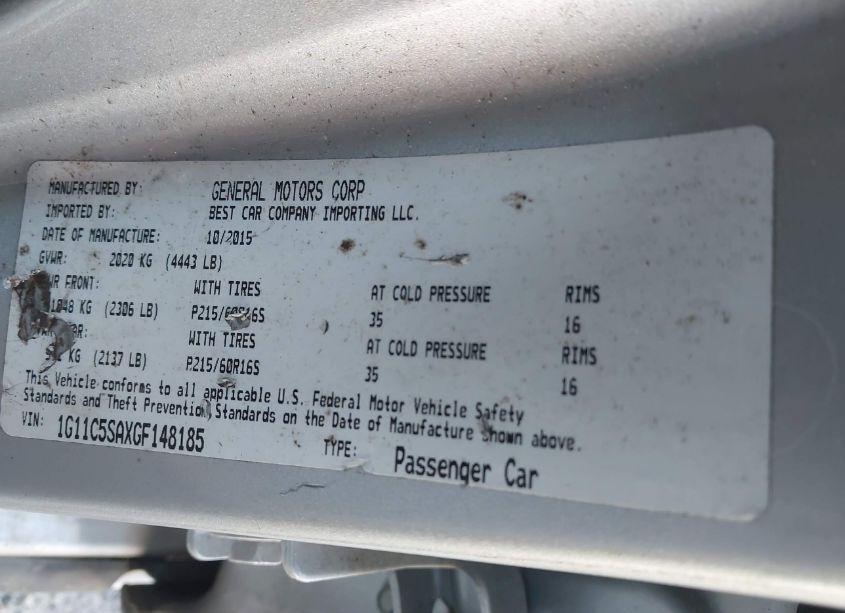 MANUFACTURED BY: GENERAL MOTORS CORP
IMPORTED BY: BEST CAR COMPANY IMPORTING LLC.
DATE OF MANUFACTURE: 10/2015
GVWR: 2020 KG (4443 LB)
FRONT: WITH TIRES AT COLD PRESSURE RIMS
1048 KG (2306 LB) P215/60R16S 35 16
WITH TIRES AT COLD PRESSURE RIMS
KG (2137 LB) P215/60R16S 35 16
This Vehicle conforms to all applicable U.S. Federal Motor Vehicle Safety
Standards and Theft Prevention Standards on the Date of Manufacture shown above.
VIN: 1G11C5SAXGF148185 TYPE: Passenger Car